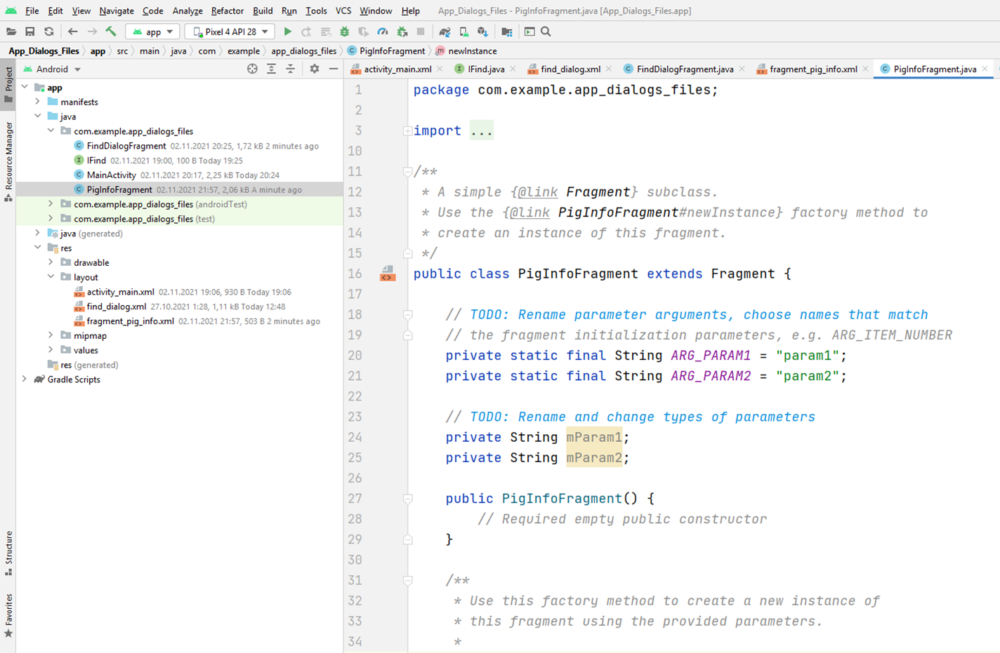 File Edit View Navigate Code Analyze Refactor Build Run Tools VCS Window Help App_Dialogs_Files - PigInfoFragment.java [App_Dialogs_Files.app]
app Pixel 4 API 28
App_Dialogs_Files app src main java com example app_dialogs_files PigInfoFragment newInstance
Project
Resource Manager
Structure
Favorites
Android
app
manifests
java
com.example.app_dialogs_files
FindDialogFragment 02.11.2021 20:25, 1,72 kB 2 minutes ago
IFind 02.11.2021 19:00, 100 B Today 19:25
MainActivity 02.11.2021 20:17, 2,25 kB Today 20:24
PigInfoFragment 02.11.2021 21:57, 2,06 kB A minute ago
com.example.app_dialogs_files (androidTest)
com.example.app_dialogs_files (test)
java (generated)
res
drawable
layout
activity_main.xml 02.11.2021 19:06, 930 B Today 19:06
find_dialog.xml 27.10.2021 1:28, 1,11 kB Today 12:48
fragment_pig_info.xml 02.11.2021 21:57, 503 B 2 minutes ago
mipmap
values
res (generated)
Gradle Scripts
activity_main.xml IFind.java find_dialog.xml FindDialogFragment.java fragment_pig_info.xml PigInfoFragment.java
1 package com.example.app_dialogs_files;
2
3 import ...
10
11 /**
12 * A simple {@link Fragment} subclass.
13 * Use the {@link PigInfoFragment#newInstance} factory method to
14 * create an instance of this fragment.
15 */
16 public class PigInfoFragment extends Fragment {
17
18 // TODO: Rename parameter arguments, choose names that match
19 // the fragment initialization parameters, e.g. ARG_ITEM_NUMBER
20 private static final String ARG_PARAM1 = "param1";
21 private static final String ARG_PARAM2 = "param2";
22
23 // TODO: Rename and change types of parameters
24 private String mParam1;
25 private String mParam2;
26
27 public PigInfoFragment() {
28 // Required empty public constructor
29 }
30
31 /**
32 * Use this factory method to create a new instance of
33 * this fragment using the provided parameters.
34 *